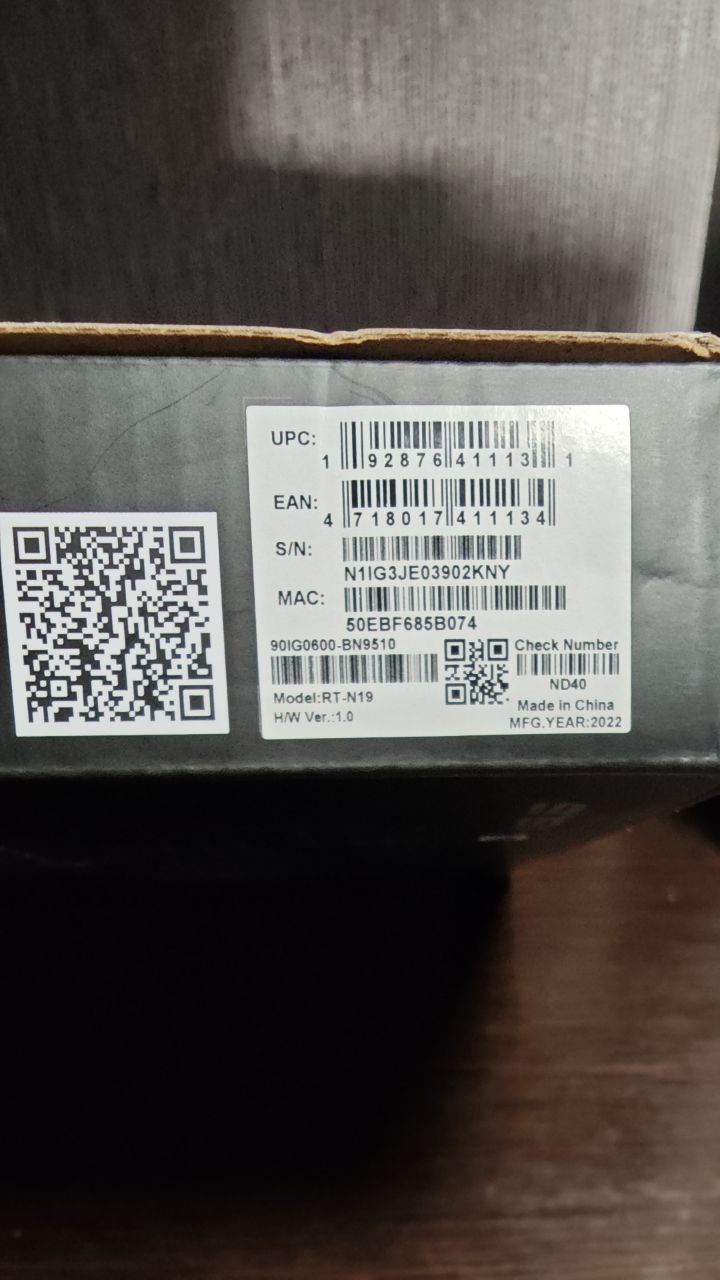 UPC:
1 92876 41113 1
EAN:
4 718017 411134
S/N:
N1IG3JE03902KNY
MAC:
50EBF685B074
90IG0600-BN9510
Check Number
ND40
Model:RT-N19
Made in China
H/W Ver.:1.0
MFG.YEAR:2022